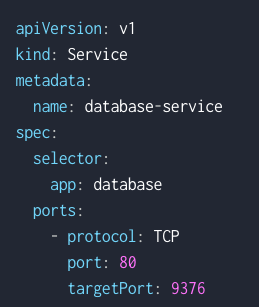 apiVersion: v1
kind: Service
metadata:
  name: database-service
spec:
  selector:
    app: database
  ports:
    - protocol: TCP
      port: 80
      targetPort: 9376